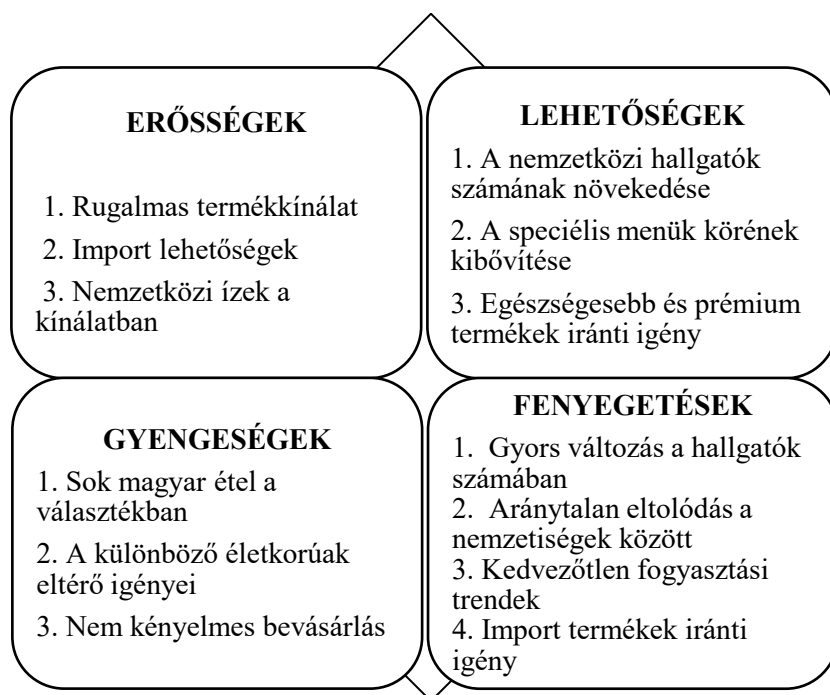 ERŐSSÉGEK
1. Rugalmas termékkínálat
2. Import lehetőségek
3. Nemzetközi ízek a
kínálatban
LEHETŐSÉGEK
1. A nemzetközi hallgatók
számának növekedése
2. A speciélis menük körének
kibővítése
3. Egészségesebb és prémium
termékek iránti igény
GYENGESÉGEK
1. Sok magyar étel a
választékban
2. A különböző életkorúak
eltérő igényei
3. Nem kényelmes bevásárlás
FENYEGETÉSEK
1. Gyors változás a hallgatók
számában
2. Aránytalan eltolódás a
nemzetiségek között
3. Kedvezőtlen fogyasztási
trendek
4. Import termékek iránti
igény